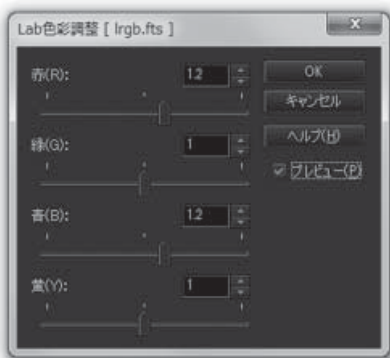 Lab色彩調整 [ lrgb.fts ]
赤(R): 1.2
OK
キャンセル
緑(G): 1
ヘルプ(H)
プレビュー(P)
青(B): 1.2
黄(Y): 1